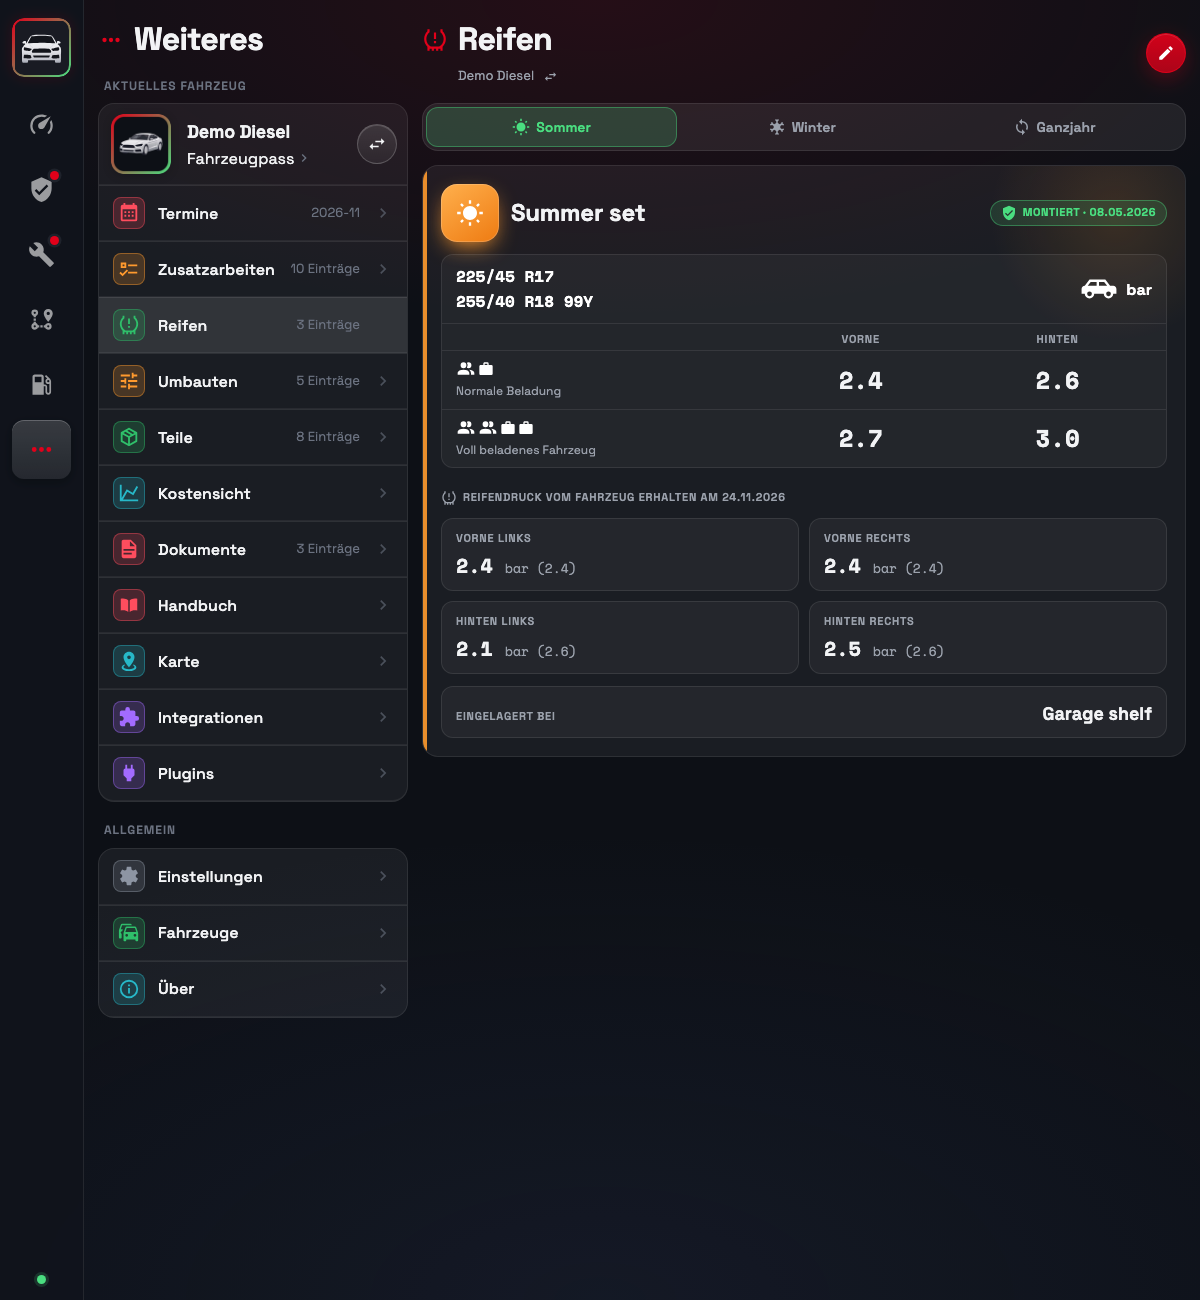 Weiteres
AKTUELLES FAHRZEUG
Demo Diesel
Fahrzeugpass
Termine 2026-11
Zusatzarbeiten 10 Einträge
Reifen 3 Einträge
Umbauten 5 Einträge
Teile 8 Einträge
Kostensicht
Dokumente 3 Einträge
Handbuch
Karte
Integrationen
Plugins
ALLGEMEIN
Einstellungen
Fahrzeuge
Über
Reifen
Demo Diesel
Sommer Winter Ganzjahr
Summer set MONTIERT · 08.05.2026
225/45 R17
255/40 R18 99Y
bar
VORNE HINTEN
2.4 2.6
Normale Beladung
2.7 3.0
Voll beladenes Fahrzeug
REIFENDRUCK VOM FAHRZEUG ERHALTEN AM 24.11.2026
VORNE LINKS VORNE RECHTS
2.4 bar (2.4) 2.4 bar (2.4)
HINTEN LINKS HINTEN RECHTS
2.1 bar (2.6) 2.5 bar (2.6)
EINGELAGERT BEI Garage shelf